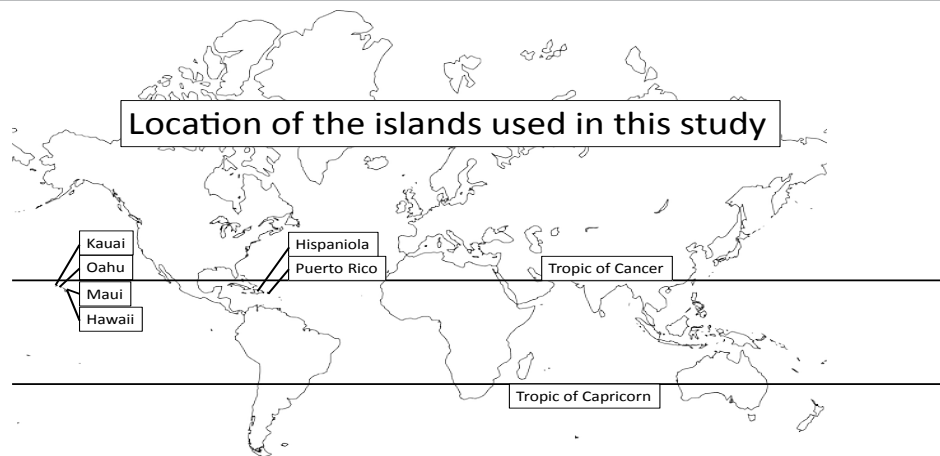 Location of the islands used in this study
Kauai
Oahu
Maui
Hawaii
Hispaniola
Puerto Rico
Tropic of Cancer
Tropic of Capricorn